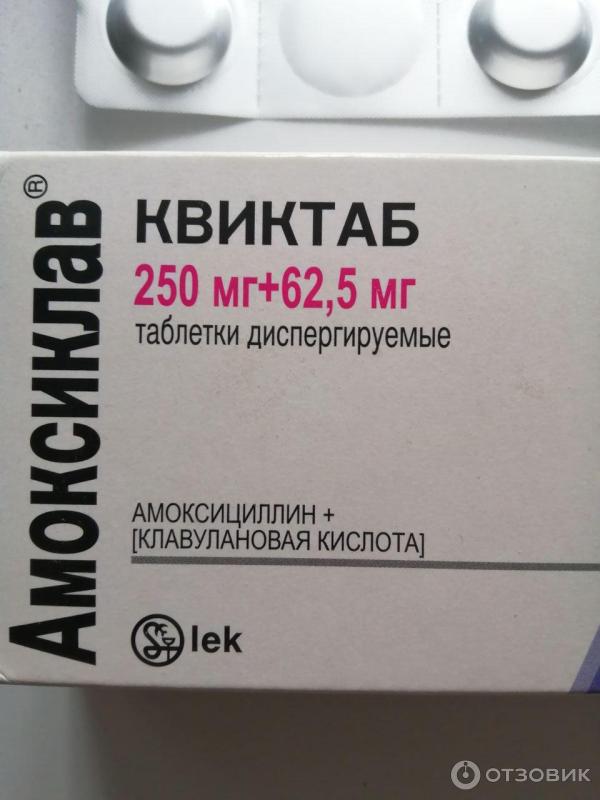 Амоксиклав®
КВИКТАБ
250 мг+62,5 мг
таблетки диспергируемые
АМОКСИЦИЛЛИН +
[КЛАВУЛАНОВАЯ КИСЛОТА]
lek
ОТЗОВИК